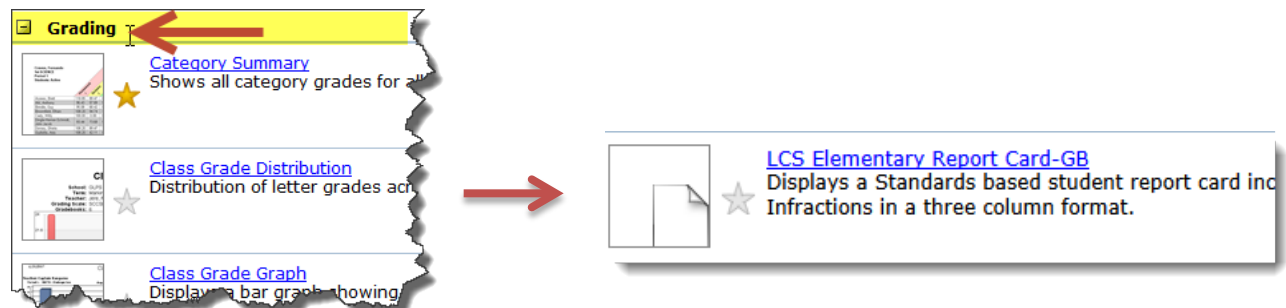 Grading
Category Summary
Shows all category grades for all
Class Grade Distribution
Distribution of letter grades acr
Class Grade Graph
Displays a bar graph showing
LCS Elementary Report Card-GB
Displays a Standards based student report card inc
Infractions in a three column format.